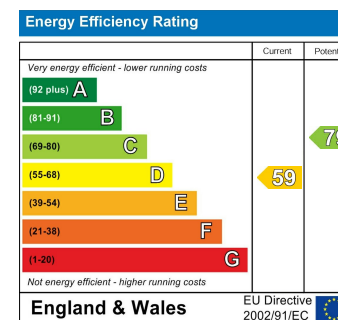 Energy Efficiency Rating
Current
Very energy efficient - lower running costs
(92 plus) A
(81-91) B
(69-80) C
(55-68) D
59
(39-54) E
(21-38) F
(1-20) G
Not energy efficient - higher running costs
England & Wales
EU Directive
2002/91/EC